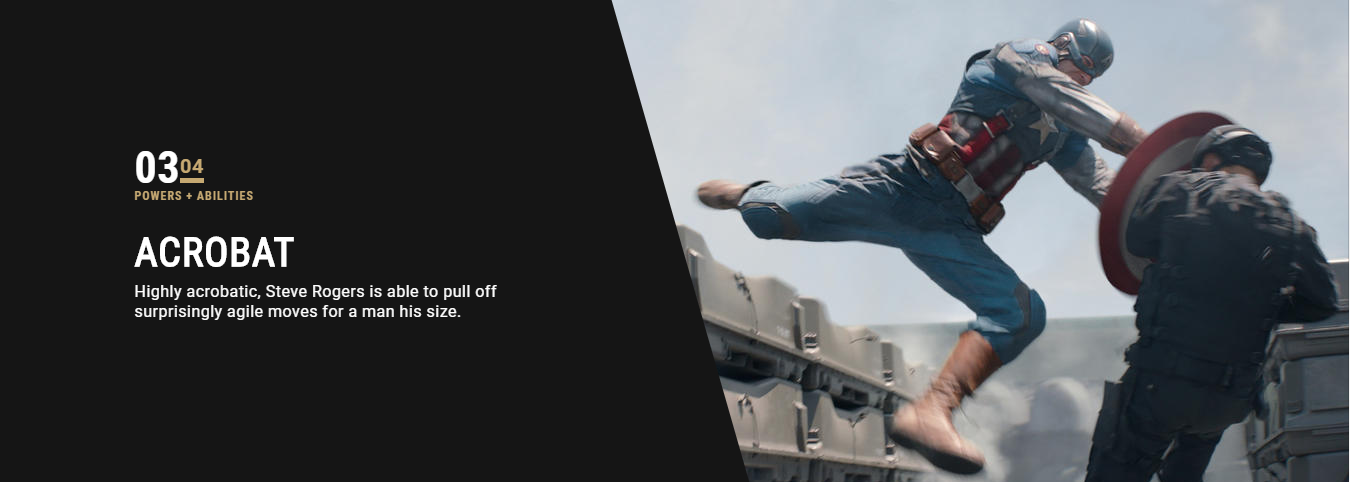 0304
POWERS + ABILITIES
ACROBAT
Highly acrobatic, Steve Rogers is able to pull off
surprisingly agile moves for a man his size.